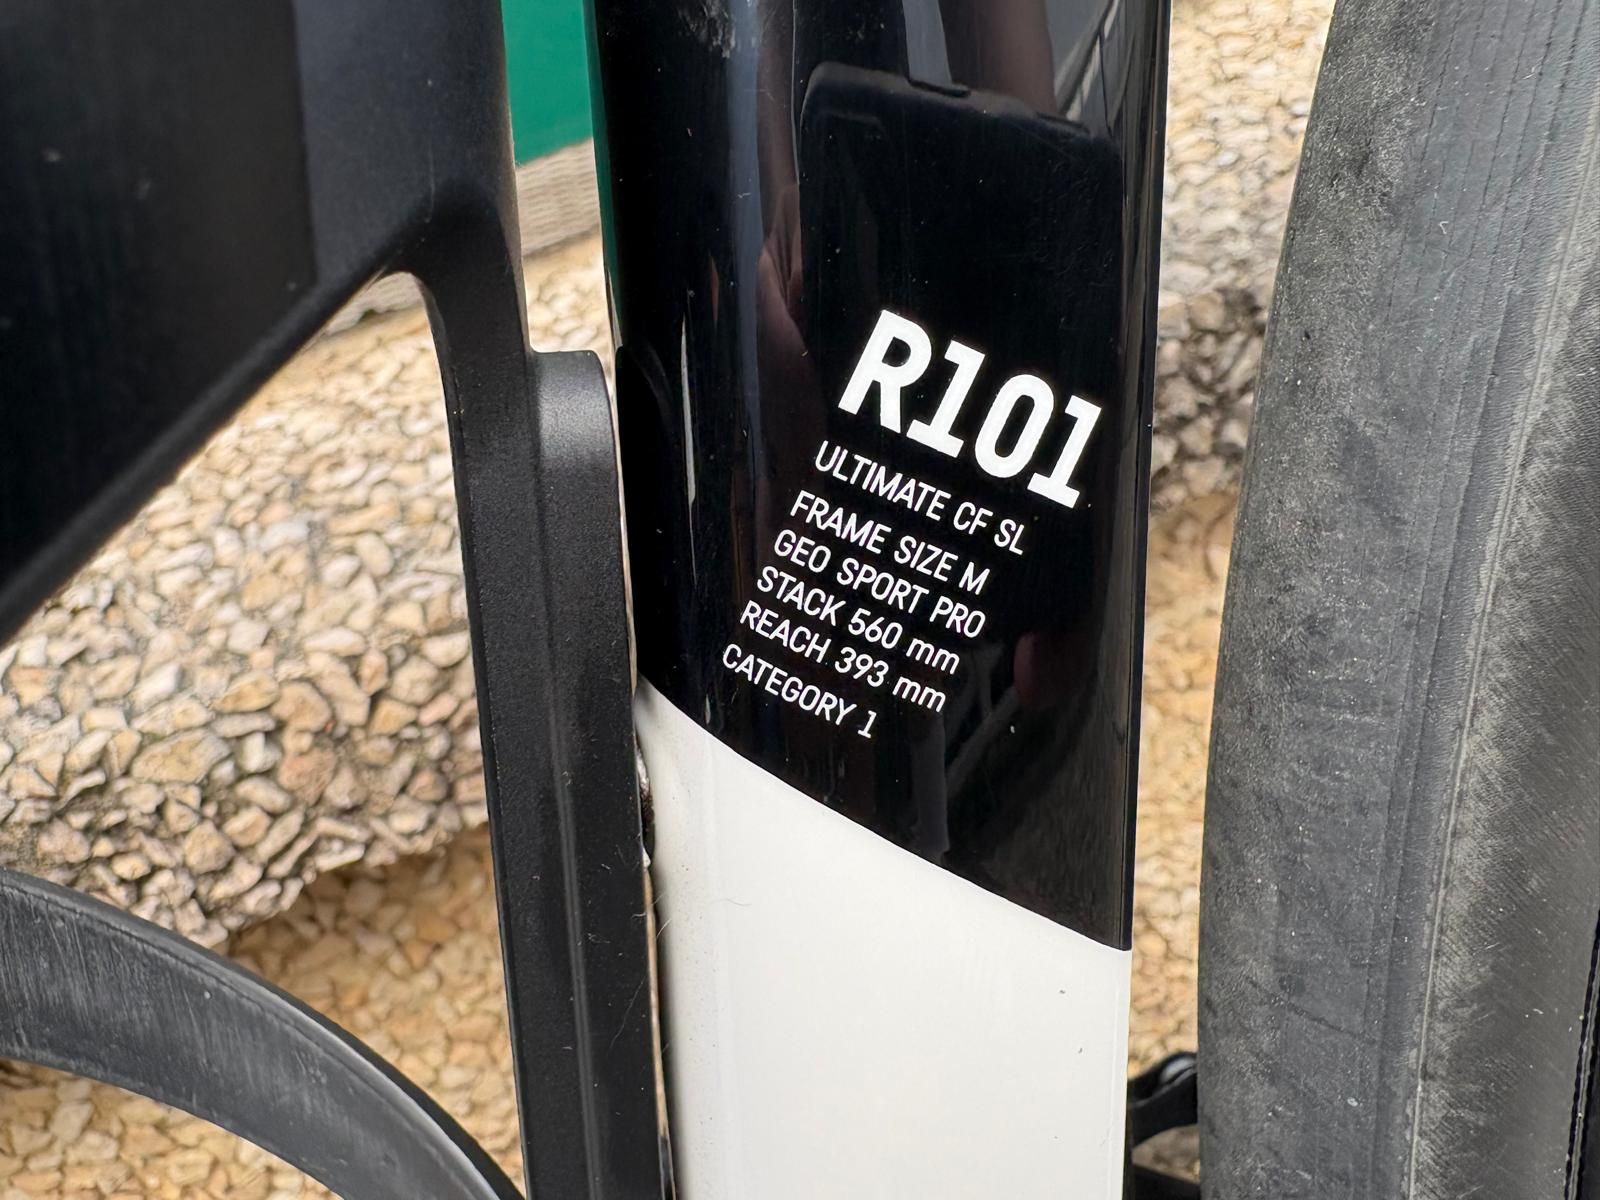 R101
ULTIMATE CF SL
FRAME SIZE M
GEO SPORT PRO
STACK 560 mm
REACH 393 mm
CATEGORY 1